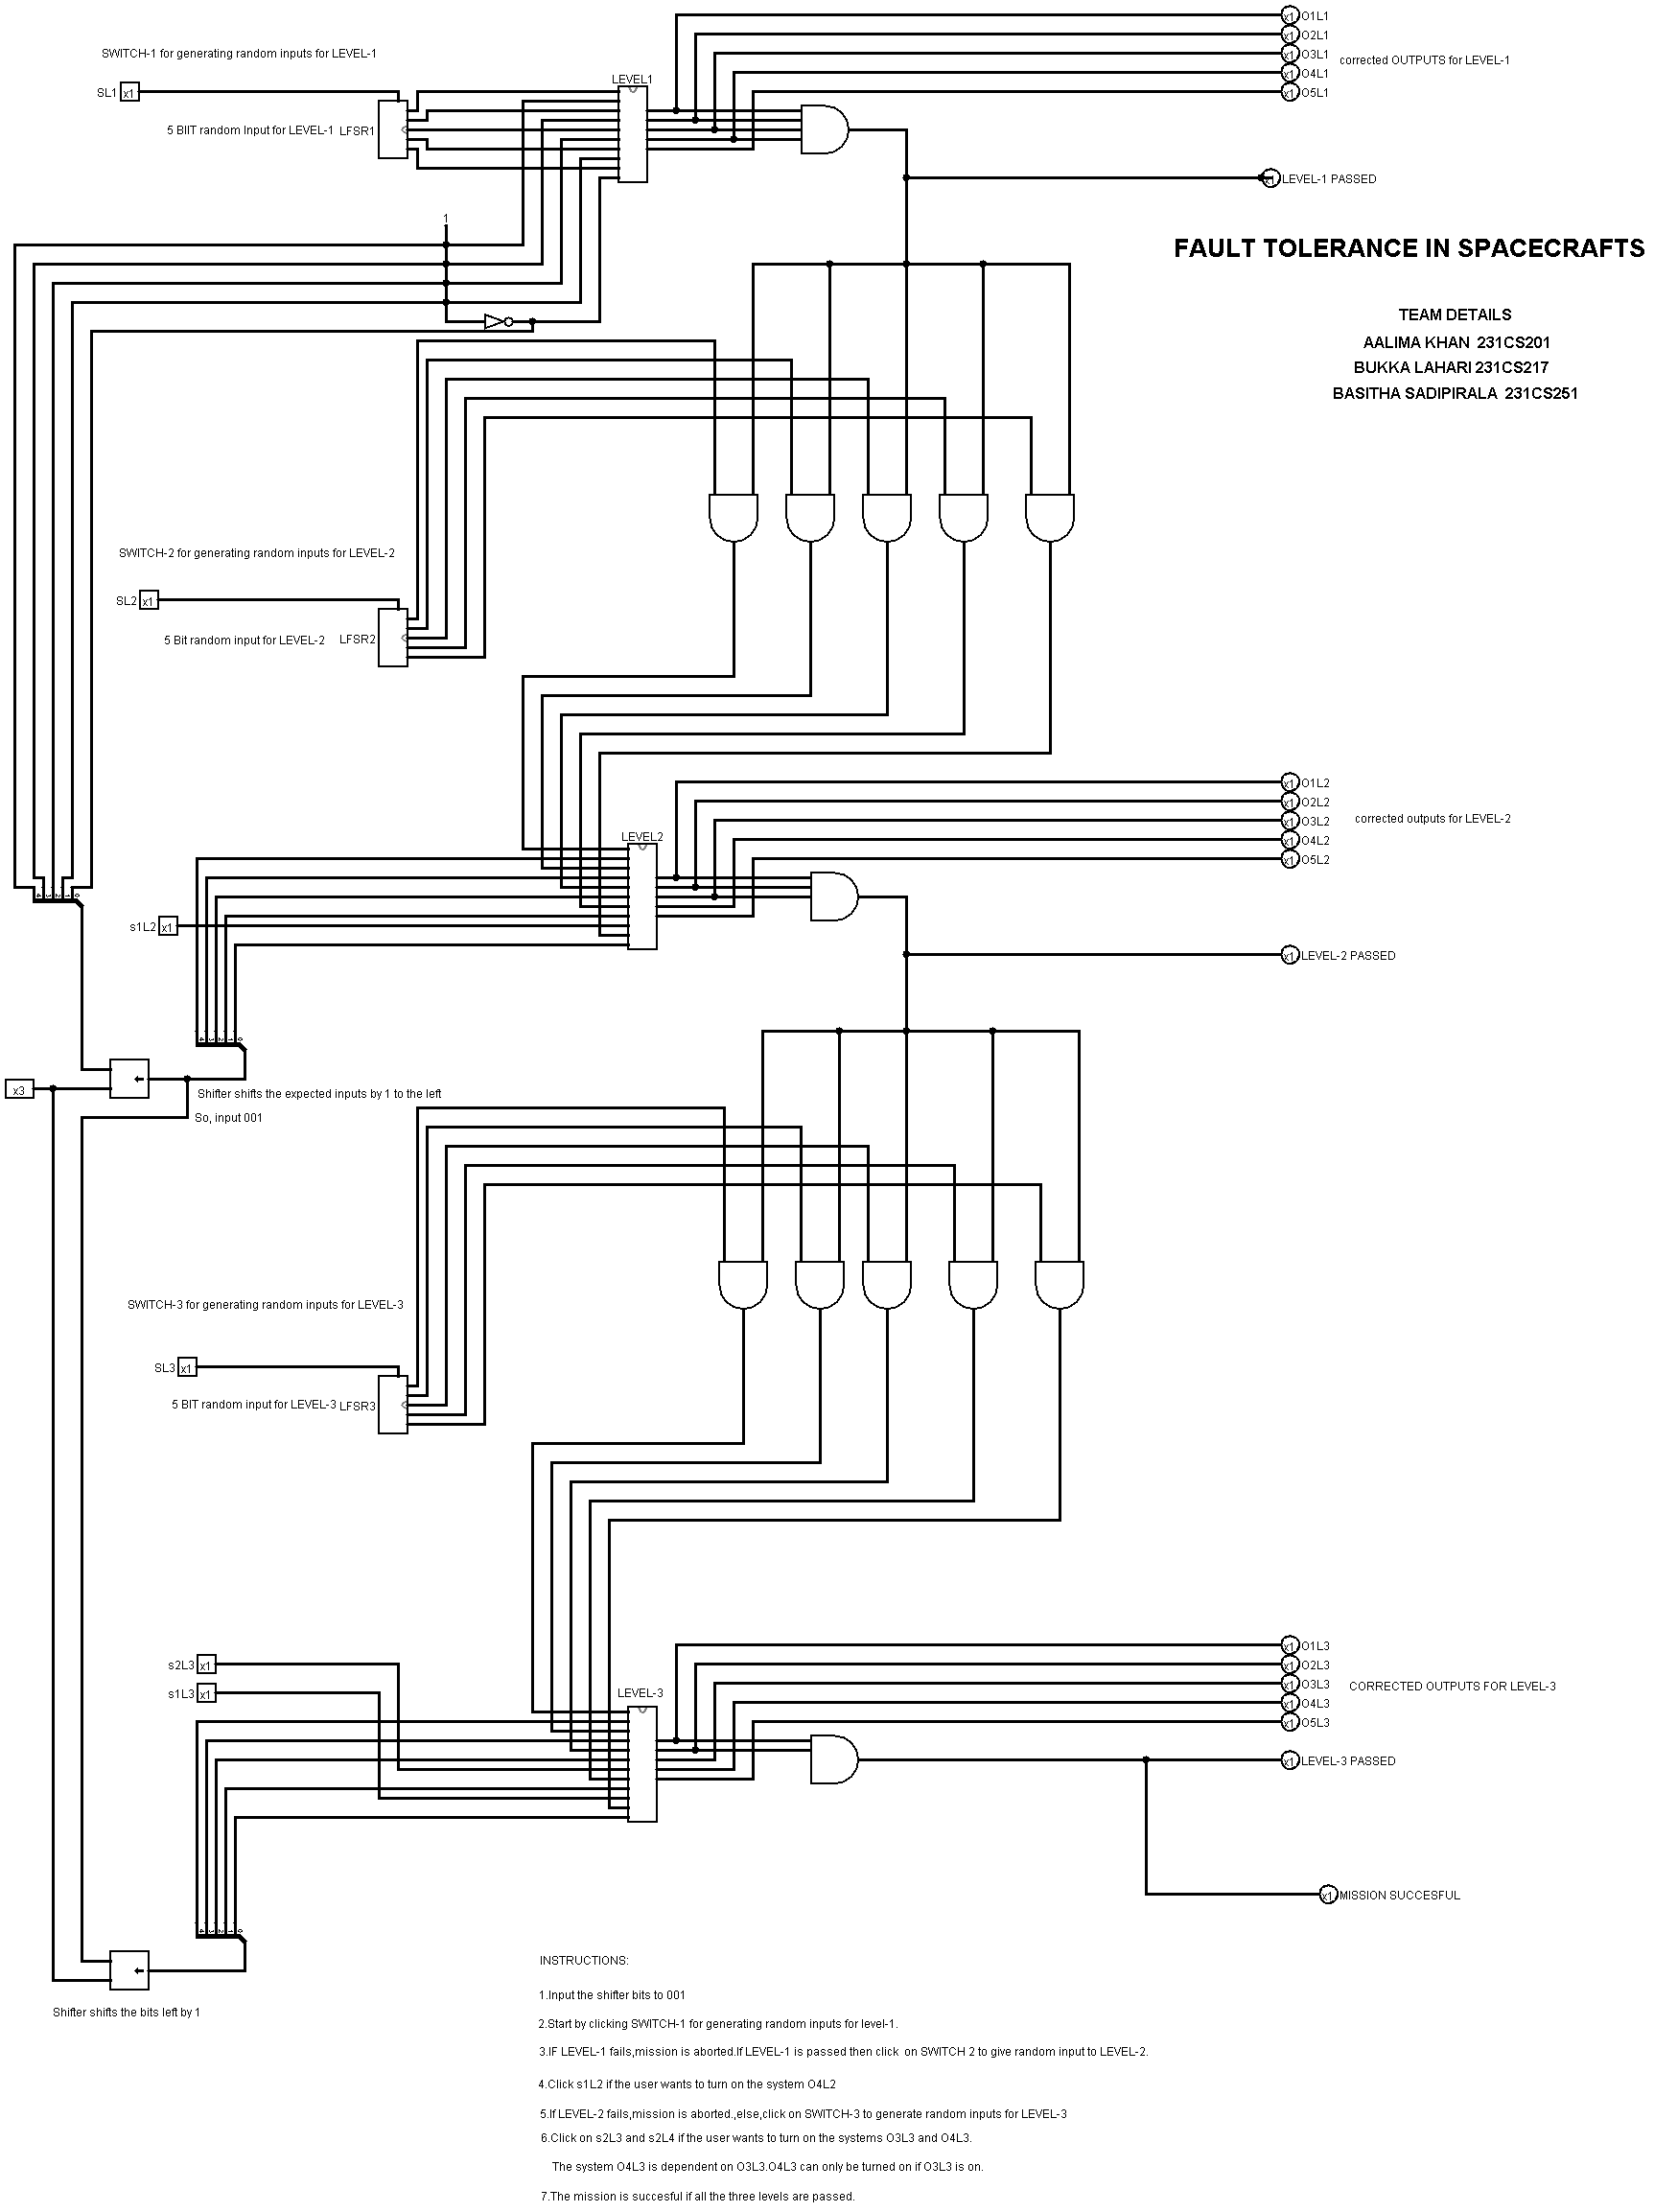 O1L1
O2L1
O3L1
O4L1
O5L1
corrected OUTPUTS for LEVEL-1
SWITCH-1 for generating random inputs for LEVEL-1
SL1 x1
LEVEL1
5 BIIT random Input for LEVEL-1 LFSR1
x1 LEVEL-1 PASSED
1
FAULT TOLERANCE IN SPACECRAFTS
TEAM DETAILS
AALIMA KHAN 231CS201
BUKKA LAHARI 231CS217
BASITHA SADIPIRALA 231CS251
SWITCH-2 for generating random inputs for LEVEL-2
SL2 x1
5 Bit random input for LEVEL-2 LFSR2
x1 O1L2
x1 O2L2
x1 O3L2
x1 O4L2
x1 O5L2
corrected outputs for LEVEL-2
LEVEL2
4 3 2 1 0
s1L2 x1
x1 LEVEL-2 PASSED
4 3 2 1 0
x3
Shifter shifts the expected inputs by 1 to the left
So, input 001
SWITCH-3 for generating random inputs for LEVEL-3
SL3 x1
5 BIT random input for LEVEL-3 LFSR3
x1 O1L3
x1 O2L3
x1 O3L3
x1 O4L3
x1 O5L3
CORRECTED OUTPUTS FOR LEVEL-3
s2L3 x1
s1L3 x1
LEVEL-3
x1 LEVEL-3 PASSED
x1 MISSION SUCCESFUL
4 3 2 1 0
Shifter shifts the bits left by 1
INSTRUCTIONS:
1.Input the shifter bits to 001
2.Start by clicking SWITCH-1 for generating random inputs for level-1.
3.IF LEVEL-1 fails,mission is aborted.If LEVEL-1 is passed then click on SWITCH 2 to give random input to LEVEL-2.
4.Click s1L2 if the user wants to turn on the system O4L2
5.If LEVEL-2 fails,mission is aborted.,else,click on SWITCH-3 to generate random inputs for LEVEL-3
6.Click on s2L3 and s2L4 if the user wants to turn on the systems O3L3 and O4L3.
The system O4L3 is dependent on O3L3.O4L3 can only be turned on if O3L3 is on.
7.The mission is succesful if all the three levels are passed.